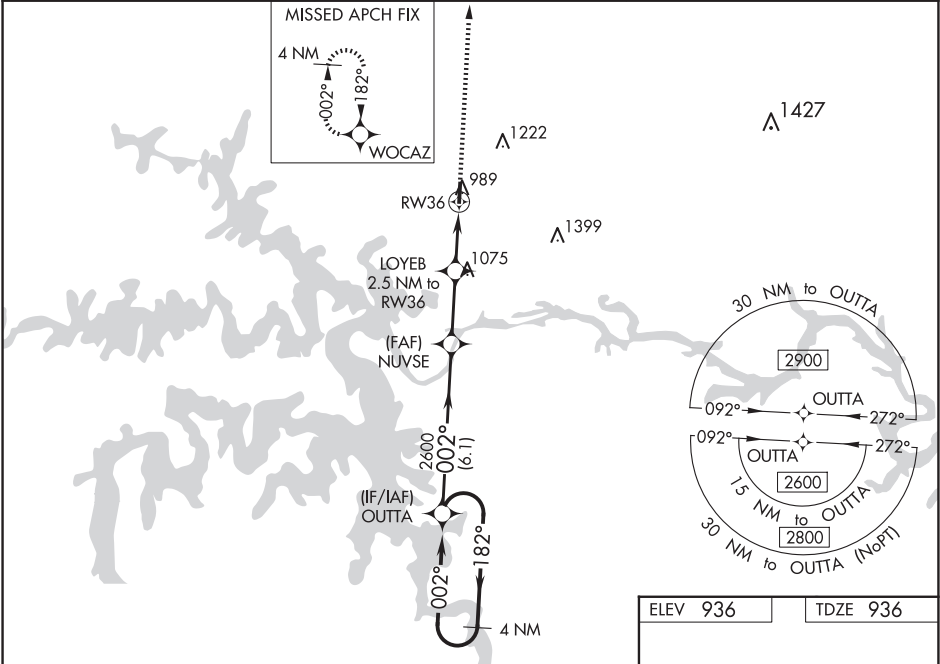 MISSED APCH FIX
4 NM
002°
182°
WOCAZ
1427
1222
989
RW36
1399
LOYEB
2.5 NM to
RW36
1075
(FAF)
NUVSE
2600
002°
(6.1)
(IF/IAF)
OUTTA
182°
002°
4 NM
30 NM to OUTTA
2900
OUTTA
092°
272°
092°
272°
OUTTA
2600
15 NM to OUTTA
2800
30 NM to OUTTA (NoPT)
ELEV 936
TDZE 936